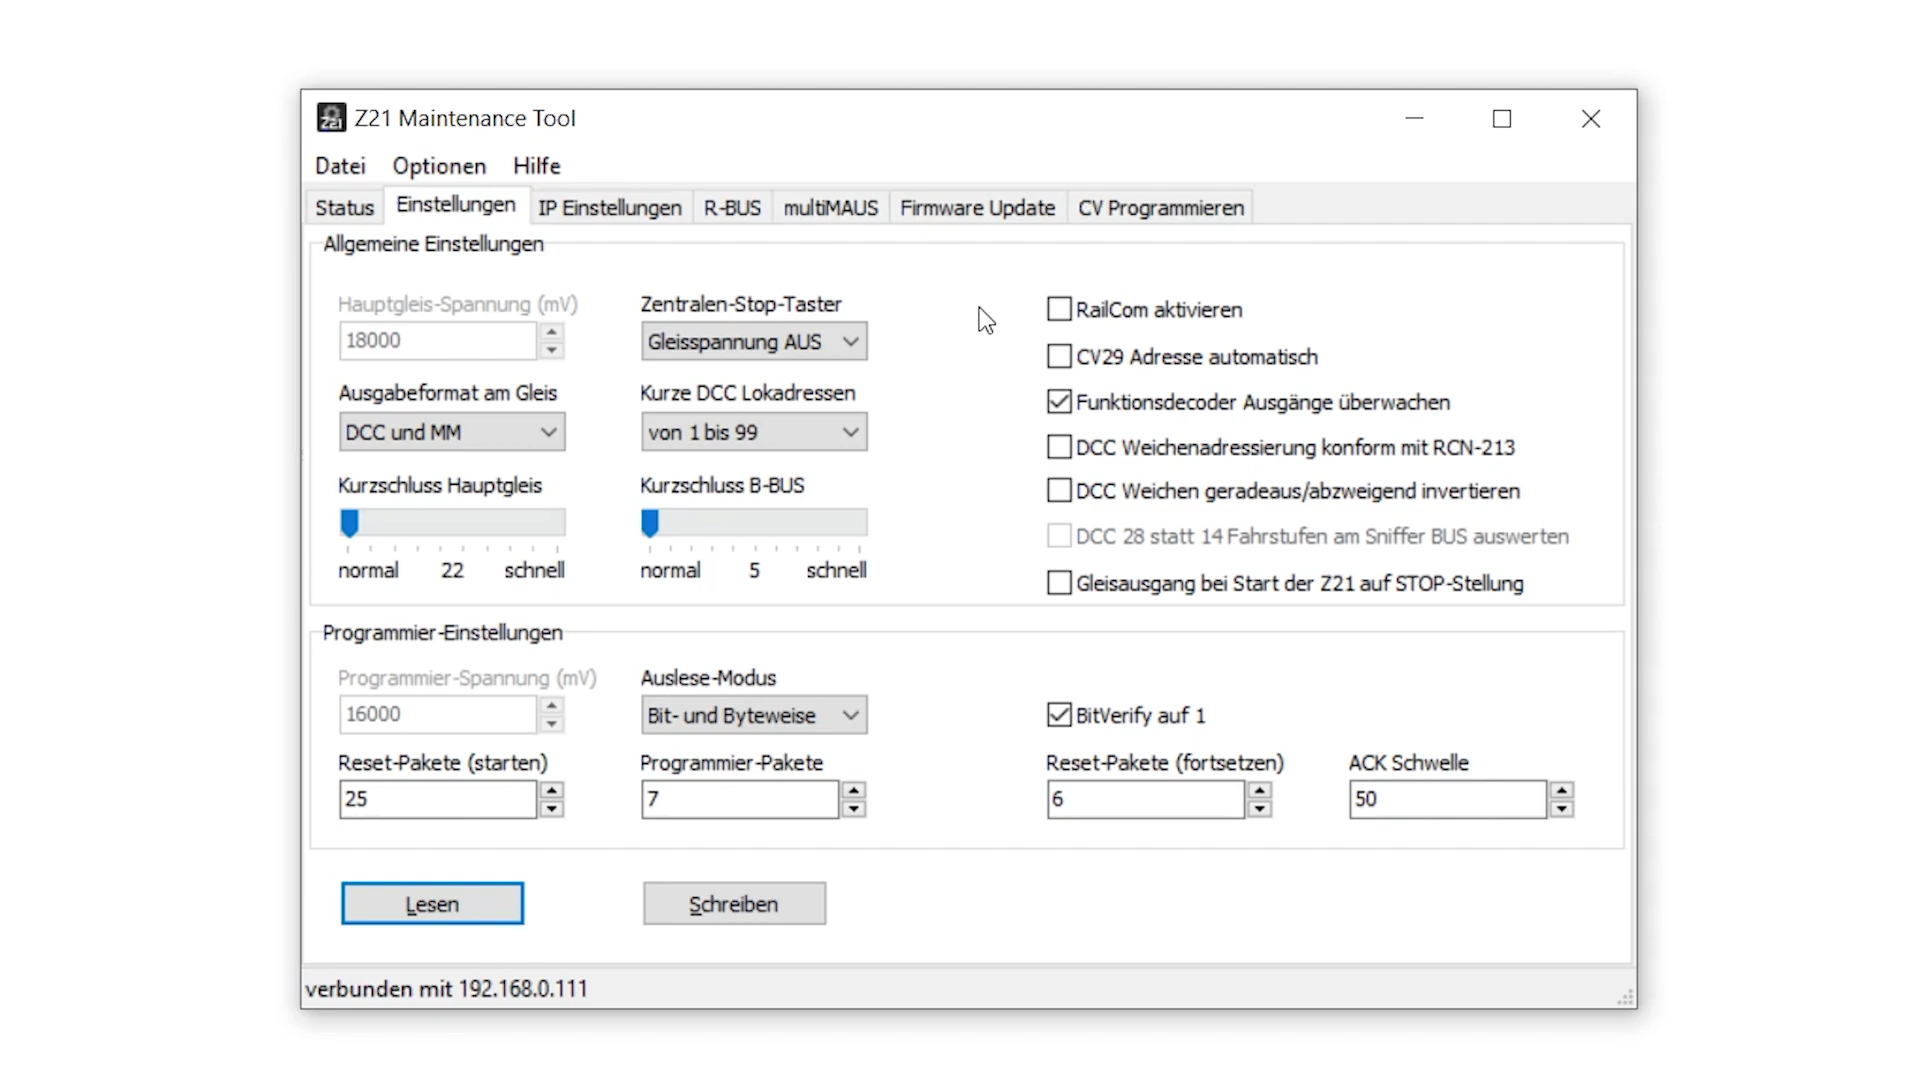 Z21 Maintenance Tool
Datei Optionen Hilfe
Status Einstellungen IP Einstellungen R-BUS multiMAUS Firmware Update CV Programmieren
Allgemeine Einstellungen
Hauptgleis-Spannung (mV) Zentralen-Stop-Taster RailCom aktivieren
18000 Gleisspannung AUS
CV29 Adresse automatisch
Ausgabeformat am Gleis Kurze DCC Lokadressen Funktionsdecoder Ausgänge überwachen
DCC und MM von 1 bis 99 DCC Weichenadressierung konform mit RCN-213
Kurzschluss Hauptgleis Kurzschluss B-BUS DCC Weichen geradeaus/abzweigend invertieren
DCC 28 statt 14 Fahrstufen am Sniffer BUS auswerten
normal 22 schnell normal 5 schnell Gleisausgang bei Start der Z21 auf STOP-Stellung
Programmier-Einstellungen
Programmier-Spannung (mV) Auslese-Modus
16000 Bit- und Byteweise BitVerify auf 1
Reset-Pakete (starten) Programmier-Pakete Reset-Pakete (fortsetzen) ACK Schwelle
25 7 6 50
Lesen Schreiben
verbunden mit 192.168.0.111